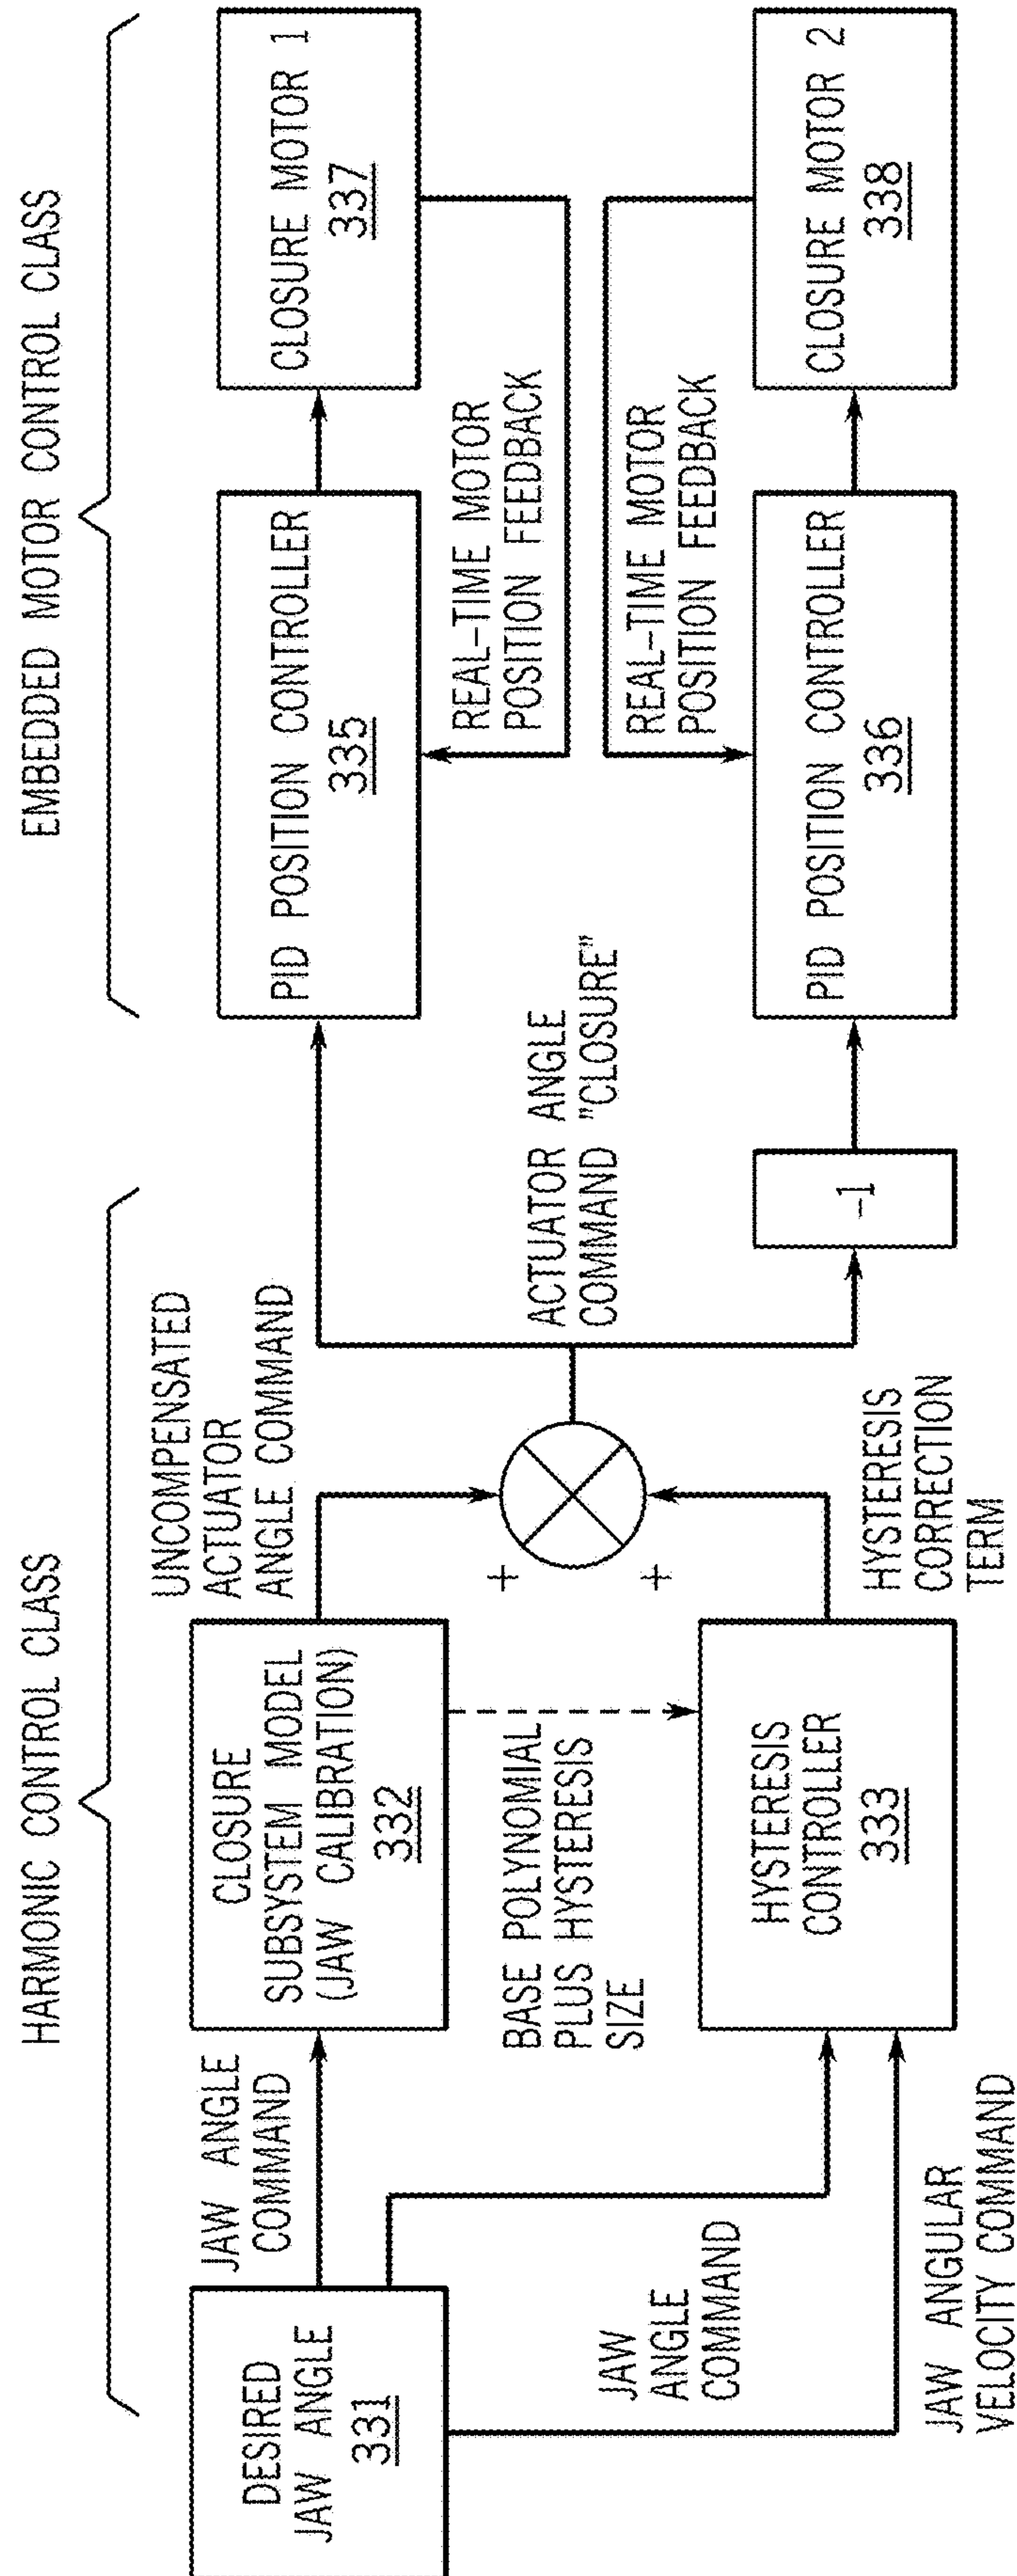 HARMONIC CONTROL CLASS
EMBEDDED MOTOR CONTROL CLASS
DESIRED
JAW ANGLE
331
JAW ANGLE
COMMAND
JAW
ANGLE
COMMAND
JAW ANGULAR
VELOCITY COMMAND
CLOSURE
SUBSYSTEM MODEL
(JAW CALIBRATION)
332
BASE POLYNOMIAL
PLUS HYSTERESIS
SIZE
HYSTERESIS
CONTROLLER
333
UNCOMPENSATED
ACTUATOR
ANGLE COMMAND
+
+
HYSTERESIS
CORRECTION
TERM
ACTUATOR ANGLE
COMMAND "CLOSURE"
-1
PID POSITION CONTROLLER
335
REAL-TIME MOTOR
POSITION FEEDBACK
CLOSURE MOTOR 1
337
REAL-TIME MOTOR
POSITION FEEDBACK
PID POSITION CONTROLLER
336
CLOSURE MOTOR 2
338